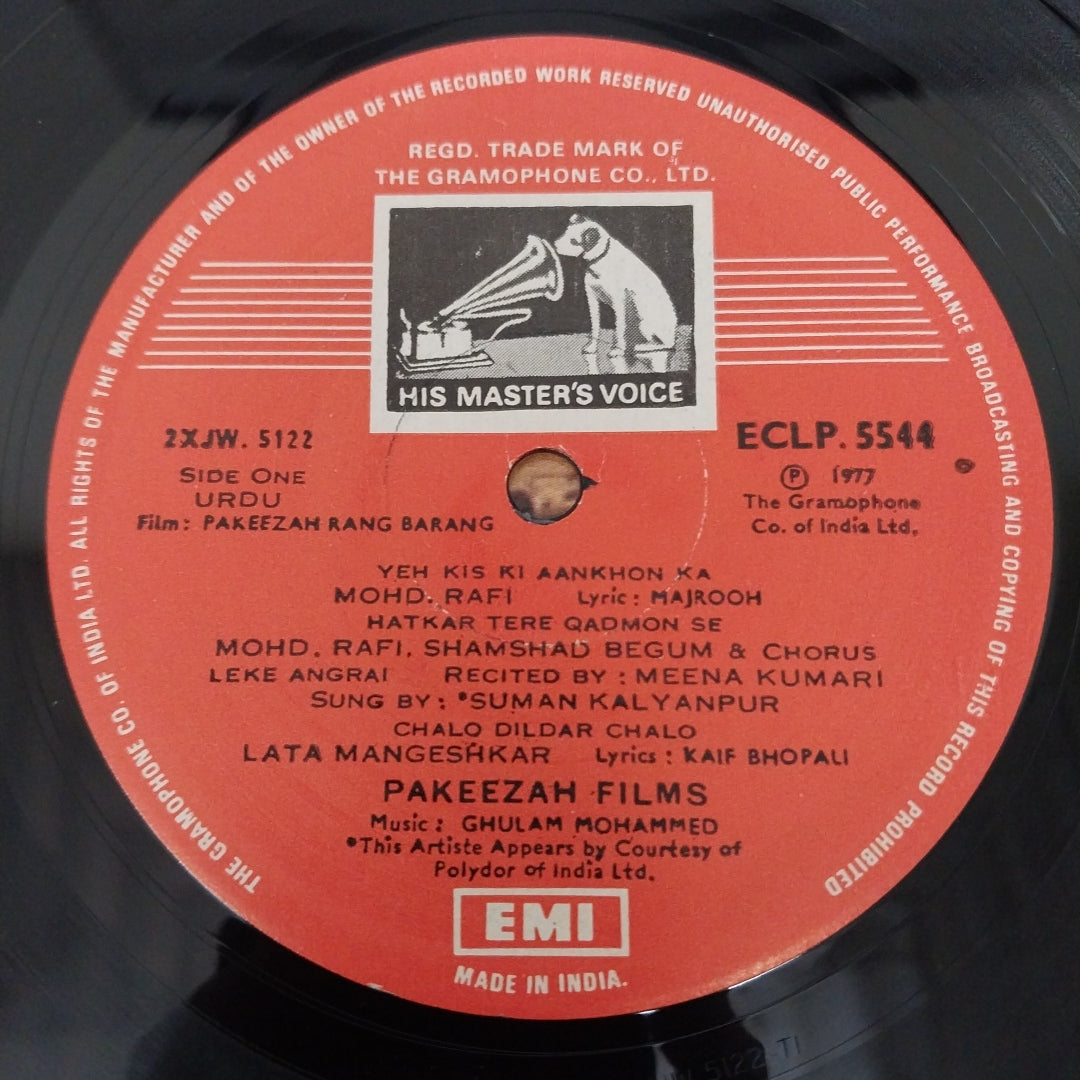 THE GRAMOPHONE CO. OF INDIA LTD. ALL RIGHTS OF THE MANUFACTURER AND OF THE OWNER OF THE RECORDED WORK RESERVED UNAUTHORISED PUBLIC PERFORMANCE BROADCASTING AND COPYING OF THIS RECORD PROHIBITED
REGD. TRADE MARK OF
THE GRAMOPHONE CO., LTD.
HIS MASTER'S VOICE
2XJW. 5122
SIDE ONE
URDU
Film: PAKEEZAH RANG BARANG
ECLP. 5544
Ⓟ 1977
The Gramophone
Co. of India Ltd.
YEH KIS KI AANKHON KA
MOHD. RAFI Lyric: MAJROOH
HATKAR TERE QADMON SE
MOHD. RAFI, SHAMSHAD BEGUM & CHORUS
LEKE ANGRAI RECITED BY: MEENA KUMARI
SUNG BY: *SUMAN KALYANPUR
CHALO DILDAR CHALO
LATA MANGESHKAR Lyrics: KAIF BHOPALI
PAKEEZAH FILMS
Music: GHULAM MOHAMMED
*This Artiste Appears by Courtesy of
Polydor of India Ltd.
EMI
MADE IN INDIA.
5122